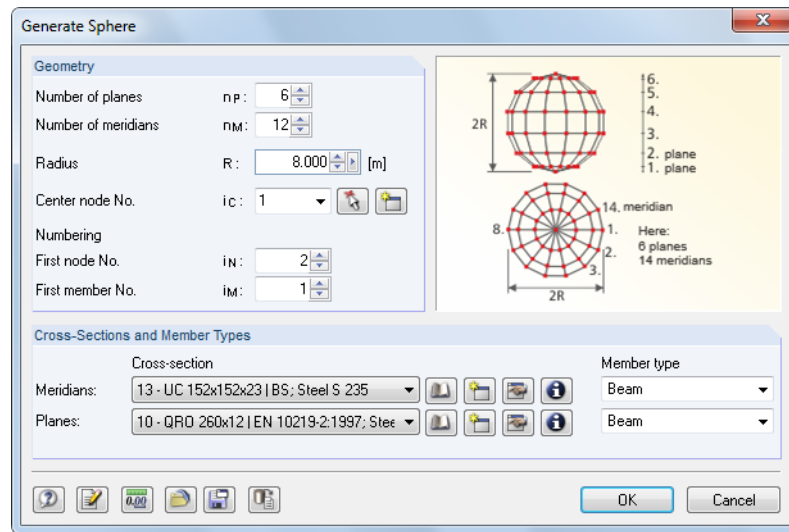 Generate Sphere
Geometry
Number of planes nP: 6
Number of meridians nM: 12
Radius R: 8.000 [m]
Center node No. iC: 1
Numbering
First node No. iN: 2
First member No. iM: 1
2R
6.
5.
4.
3.
2. plane
1. plane
14. meridian
8. 1.
2.
3.
Here:
6 planes
14 meridians
2R
Cross-Sections and Member Types
Cross-section Member type
Meridians: 13 - UC 152x152x23 | BS; Steel S 235 Beam
Planes: 10 - QRO 260x12 | EN 10219-2:1997; Stee Beam
0.00
OK Cancel